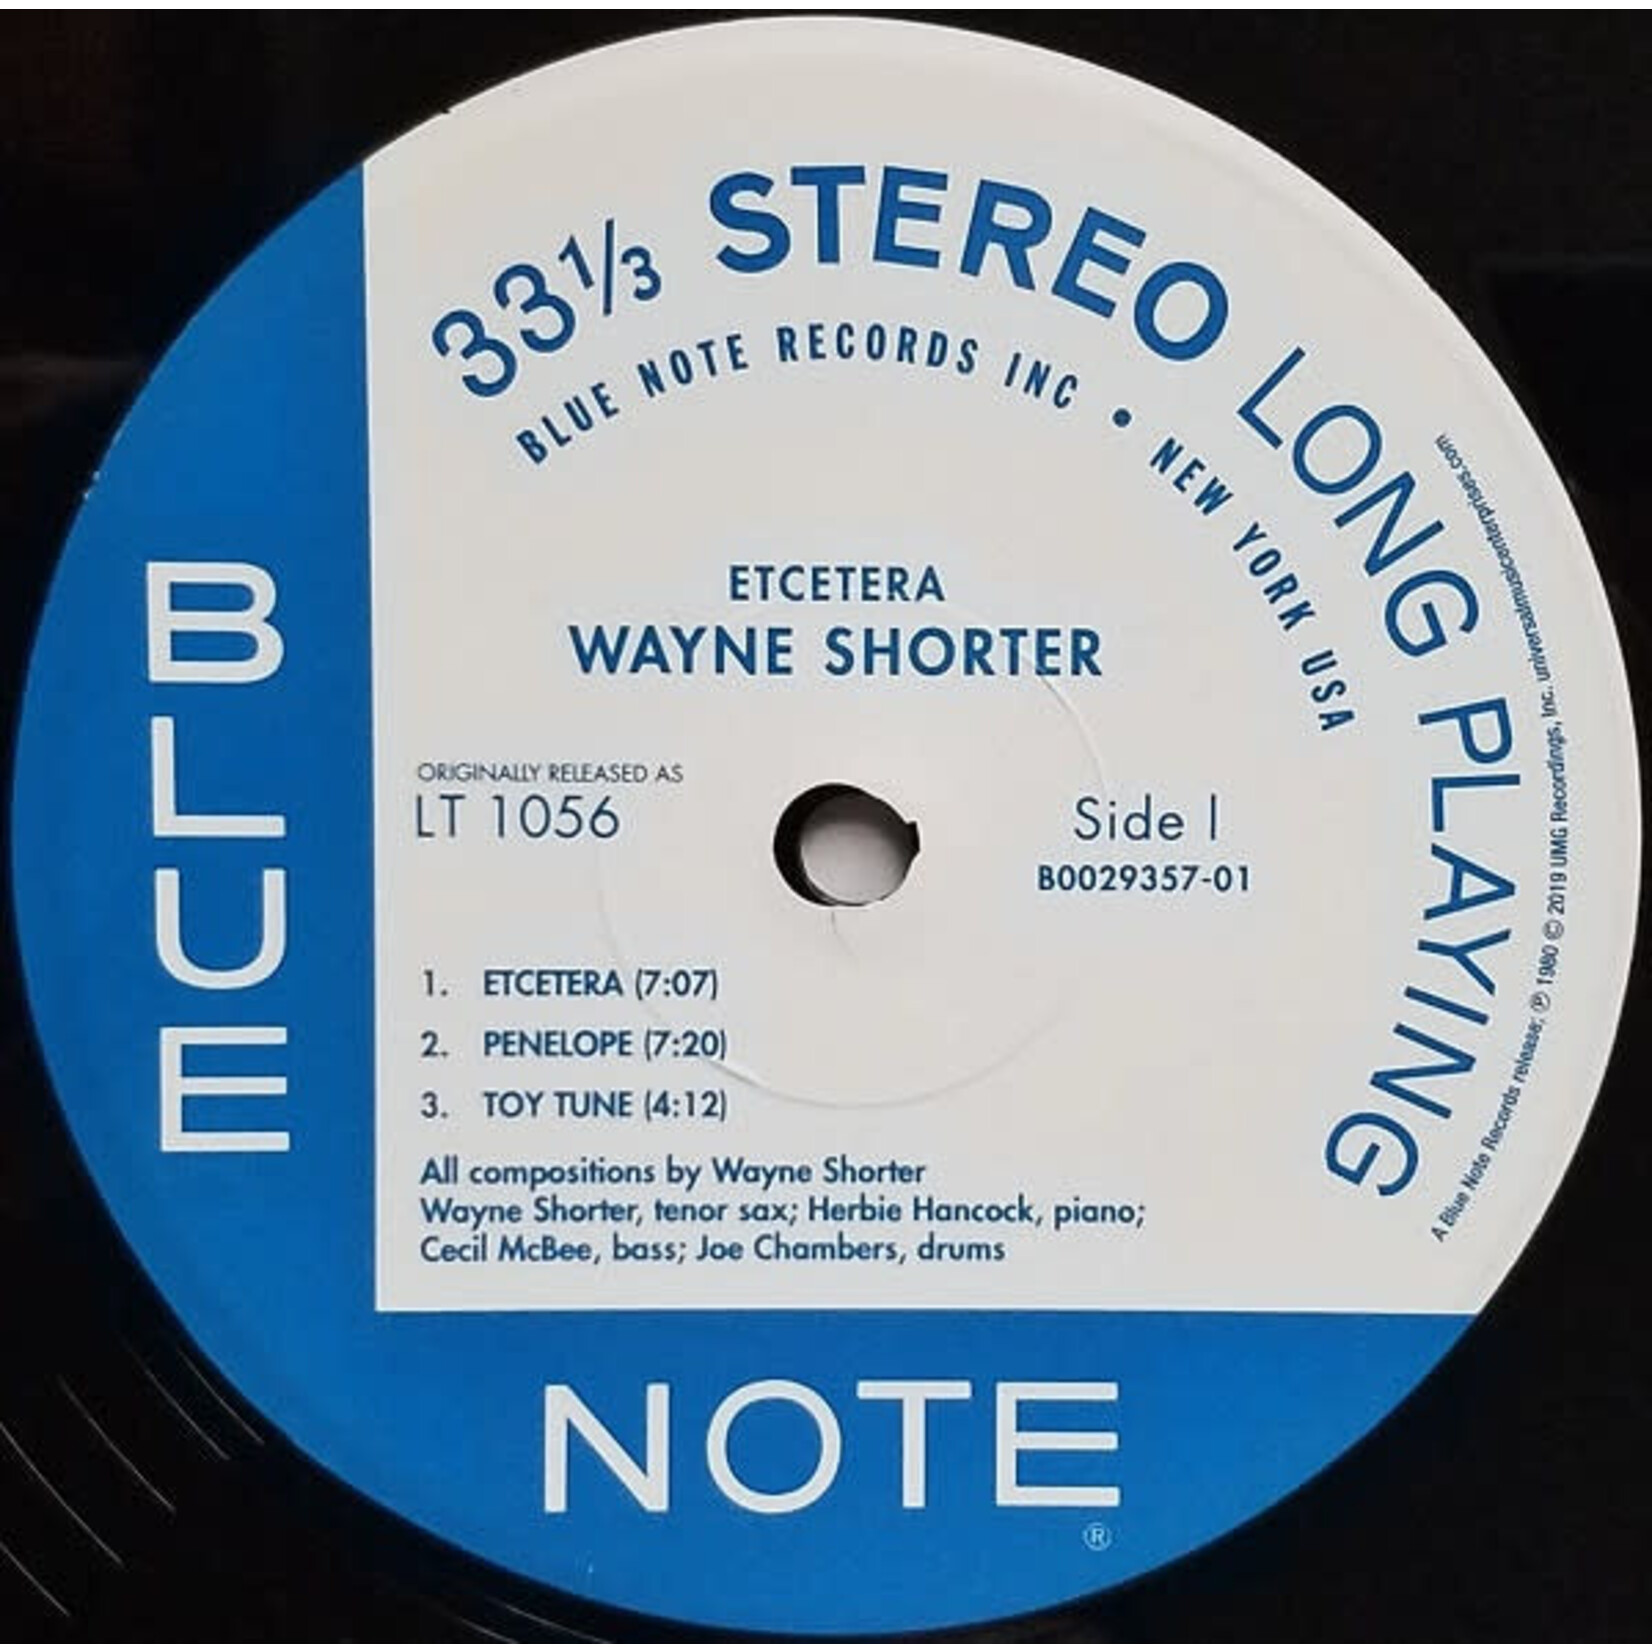 33⅓ STEREO LONG PLAYING
BLUE NOTE RECORDS INC • NEW YORK USA
ETCETERA
WAYNE SHORTER
ORIGINALLY RELEASED AS
LT 1056
Side 1
B0029357-01
1. ETCETERA (7:07)
2. PENELOPE (7:20)
3. TOY TUNE (4:12)
All compositions by Wayne Shorter
Wayne Shorter, tenor sax; Herbie Hancock, piano;
Cecil McBee, bass; Joe Chambers, drums
A Blue Note Records release; ℗ 1980 © 2019 UMG Recordings, Inc. universalmusicenterprises.com
BLUE
NOTE
®